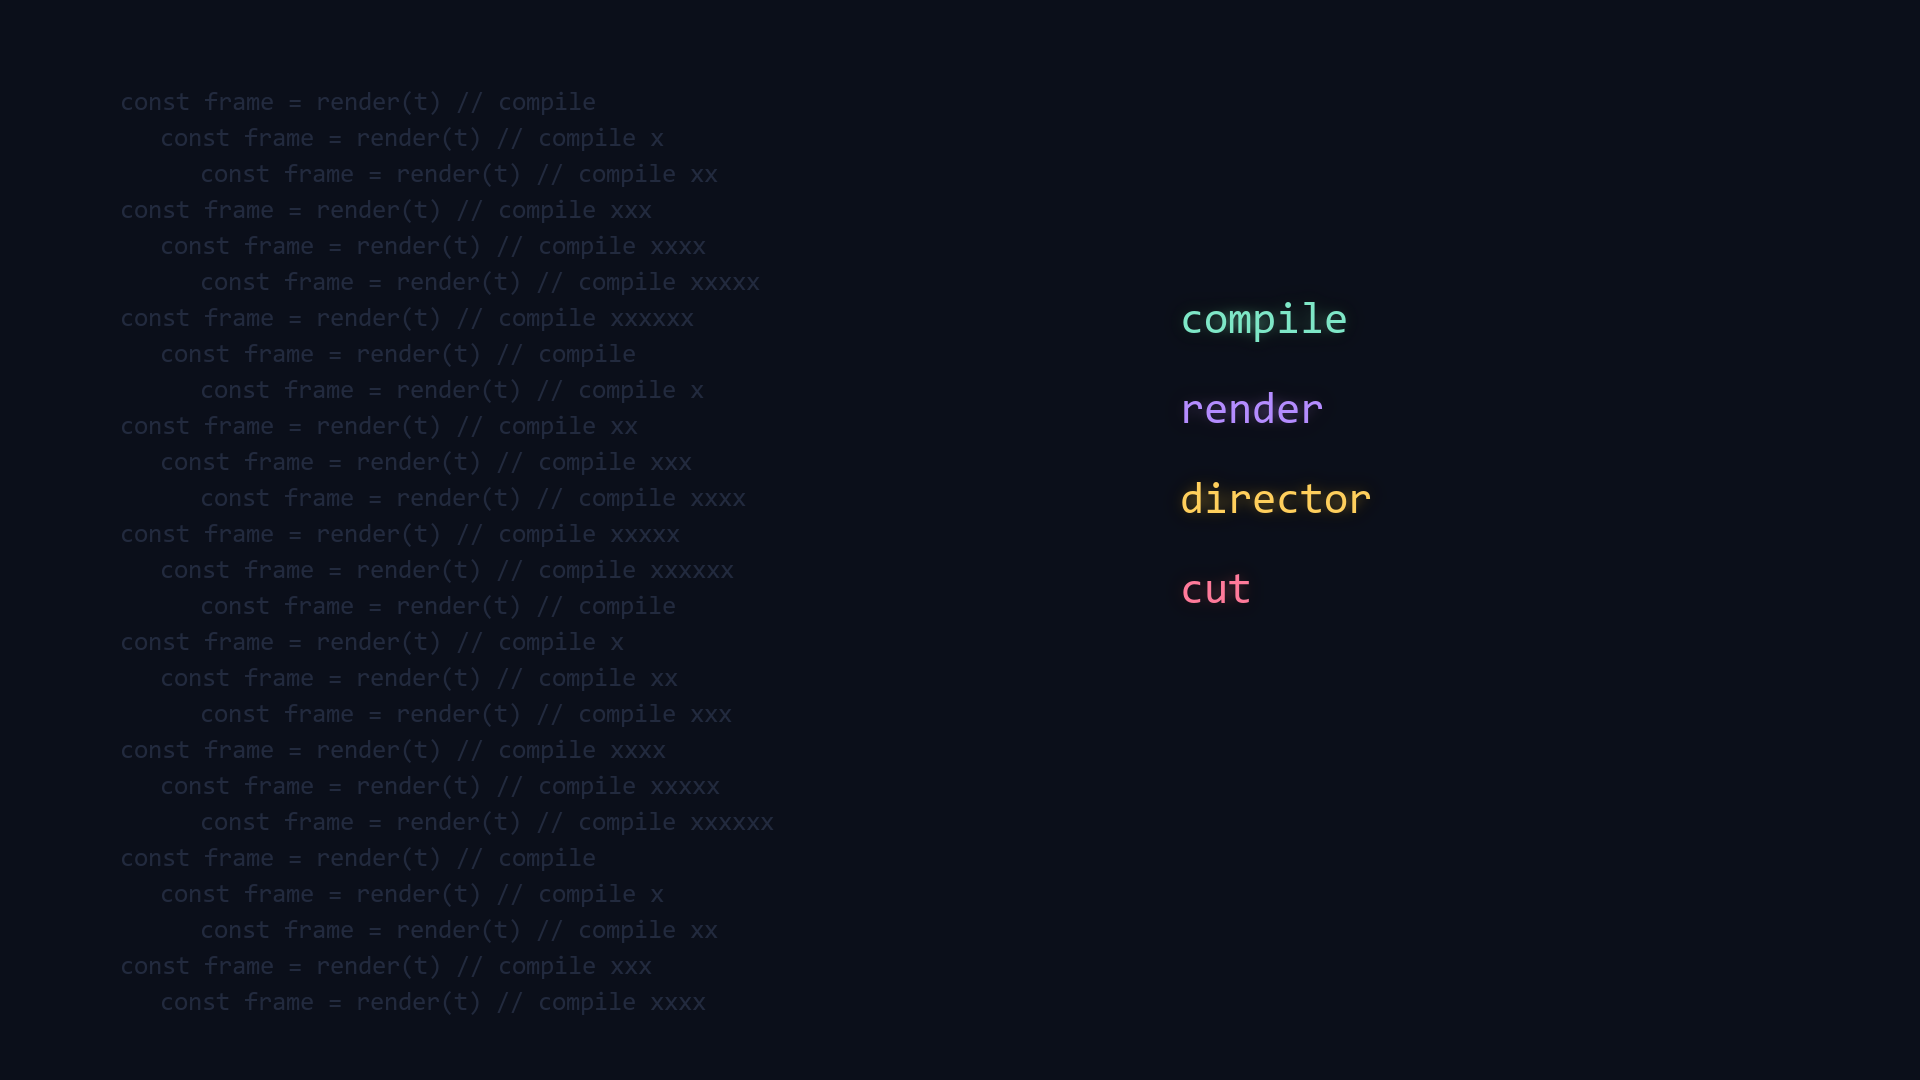 const frame = render(t) // compile
const frame = render(t) // compile x
const frame = render(t) // compile xx
const frame = render(t) // compile xxx
const frame = render(t) // compile xxxx
const frame = render(t) // compile xxxxx
const frame = render(t) // compile xxxxxx
const frame = render(t) // compile
const frame = render(t) // compile x
const frame = render(t) // compile xx
const frame = render(t) // compile xxx
const frame = render(t) // compile xxxx
const frame = render(t) // compile xxxxx
const frame = render(t) // compile xxxxxx
const frame = render(t) // compile
const frame = render(t) // compile x
const frame = render(t) // compile xx
const frame = render(t) // compile xxx
const frame = render(t) // compile xxxx
const frame = render(t) // compile xxxxx
const frame = render(t) // compile xxxxxx
const frame = render(t) // compile
const frame = render(t) // compile x
const frame = render(t) // compile xx
const frame = render(t) // compile xxx
const frame = render(t) // compile xxxx
compile
render
director
cut